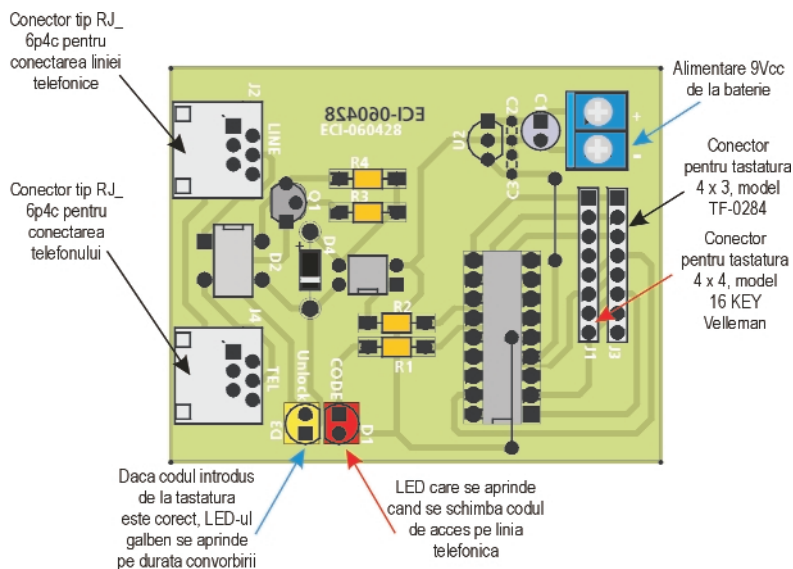 Conector tip RJ_
6p4c pentru
conectarea liniei
telefonice
Alimentare 9Vcc
de la baterie
Conector
pentru tastatura
4 x 3, model
TF-0284
Conector tip RJ_
6p4c pentru
conectarea
telefonului
Conector
pentru tastatura
4 x 4, model
16 KEY
Velleman
J2
LINE
ECI-060428
ECI-060428
U2
C2
C1
C3
+
-
R4
R3
Q1
D2
D4
+
R2
R1
J1
J3
J4
TEL
Unlock
CODE
D3
D1
Daca codul introdus
de la tastatura
este corect, LED-ul
galben se aprinde
pe durata convorbirii
LED care se aprinde
cand se schimba codul
de acces pe linia
telefonica